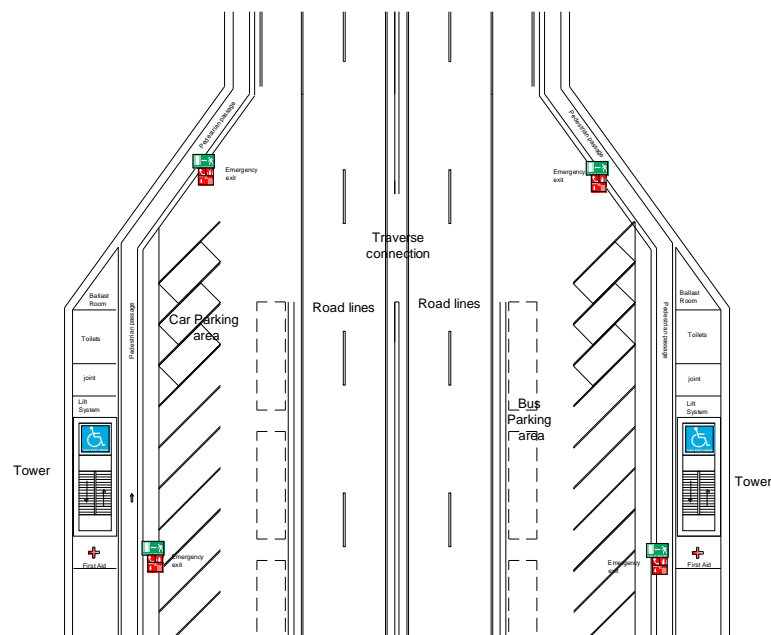 Pedestrian passage
Pedestrian passage
Emergency
exit
Emergency
exit
Traverse
connection
Ballast
Room
Pedestrian passage
Car Parking
area
Road lines
Road lines
Pedestrian passage
Ballast
Room
Toilets
Toilets
joint
joint
Lift
System
Bus
Parking
area
Lift
System
Tower
Tower
First Aid
Emergency
exit
Emergency
exit
First Aid